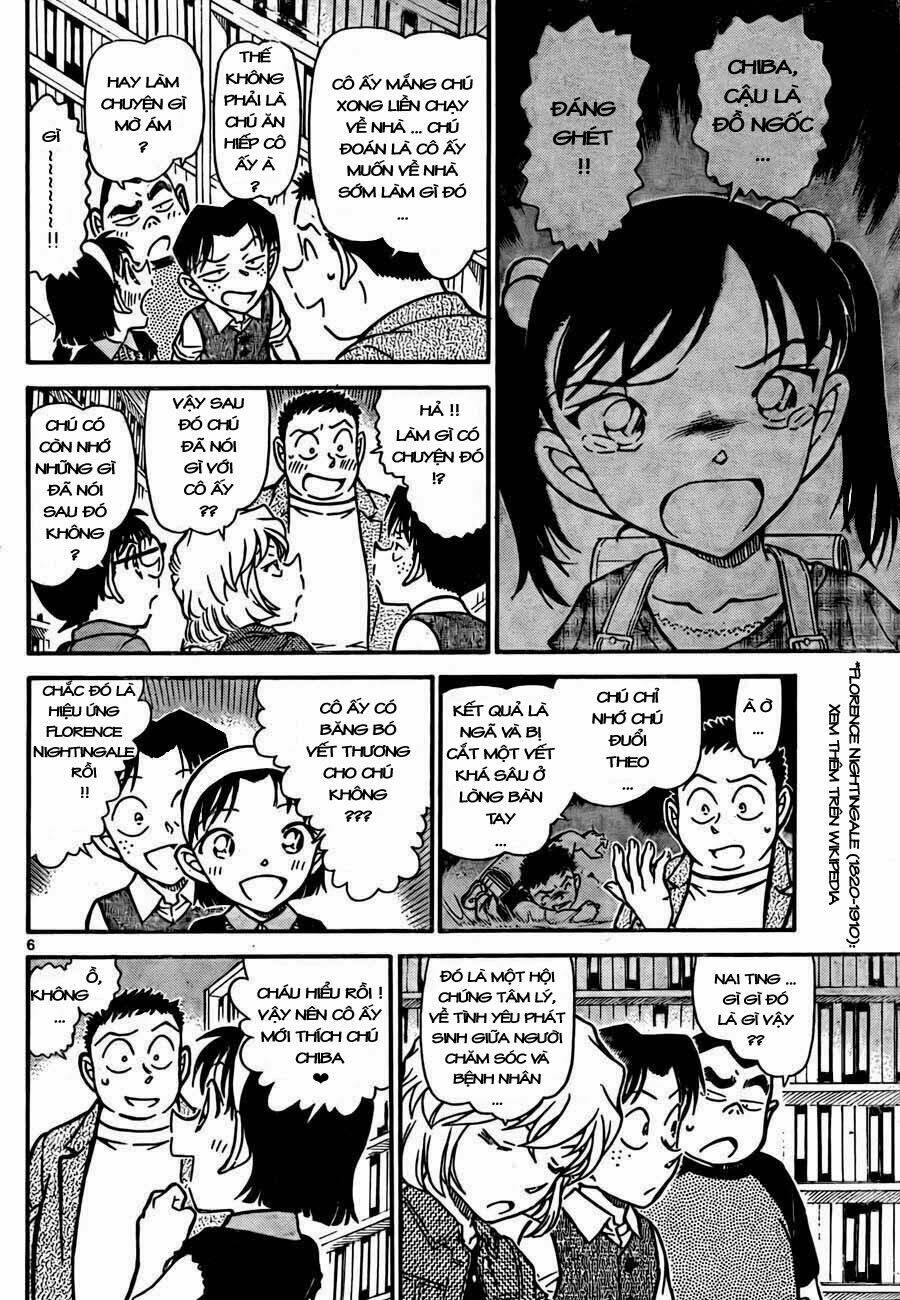 CHIBA,
CẬU LÀ
ĐỒ NGỐC
...
ĐÁNG
GHÉT
!!
CÔ ẤY MẮNG CHÚ
XONG LIỀN CHẠY
VỀ NHÀ ... CHÚ
ĐOÁN LÀ CÔ ẤY
MUỐN VỀ NHÀ
SỚM LÀM GÌ ĐÓ
...
THẾ
KHÔNG
PHẢI LÀ
CHÚ ĂN
HIẾP CÔ
ẤY À
?
HAY LÀM
CHUYỆN GÌ
MỜ ÁM
?
GÌ
~
~
~
~
~
~
!!
HẢ !!
LÀM GÌ CÓ
CHUYỆN ĐÓ
!?
VẬY SAU
ĐÓ CHÚ
ĐÃ NÓI
GÌ VỚI
CÔ ẤY
??
CHÚ CÓ
CÒN NHỚ
NHỮNG GÌ
ĐÃ NÓI
SAU ĐÓ
KHÔNG
?
À Ờ
...
CHÚ CHỈ
NHỚ CHÚ
ĐUỔI
THEO
...
KẾT QUẢ LÀ
NGÃ VÀ BỊ
CẮT MỘT VẾT
KHÁ SÂU Ở
LÒNG BÀN
TAY
...
CÔ ẤY CÓ
BĂNG BÓ
VẾT THƯƠNG
CHO CHÚ
KHÔNG
???
CHẮC ĐÓ LÀ
HIỆU ỨNG
FLORENCE
NIGHTINGALE
RỒI
!!
*FLORENCE NIGHTINGALE (1820-1910):
XEM THÊM TRÊN WIKIPEDIA
6
NAI TING ...
GÌ GÌ ĐÓ
LÀ GÌ VẬY
??
ĐÓ LÀ MỘT HỘI
CHỨNG TÂM LÝ,
VỀ TÌNH YÊU PHÁT
SINH GIỮA NGƯỜI
CHĂM SÓC VÀ
BỆNH NHÂN
...
CHÁU HIỂU RỒI !
VẬY NÊN CÔ ẤY
MỚI THÍCH CHÚ
CHIBA
❤
Ồ,
KHÔNG
...